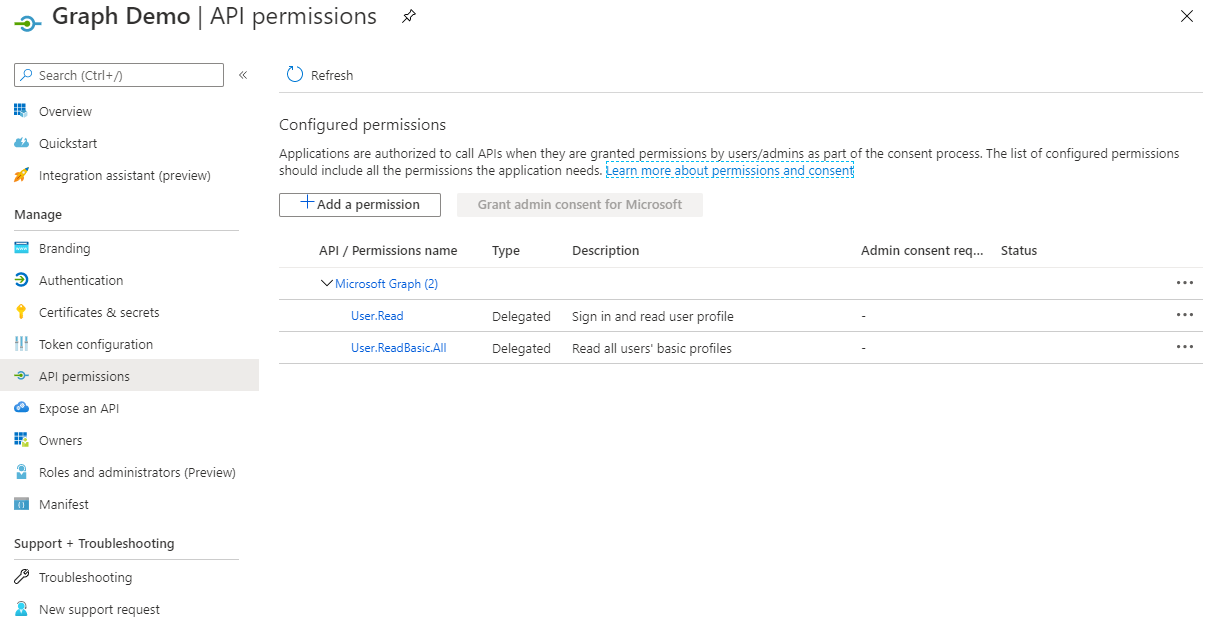 Graph Demo | API permissions
Search (Ctrl+/)
«
Overview
Quickstart
Integration assistant (preview)
Manage
Branding
Authentication
Certificates & secrets
Token configuration
API permissions
Expose an API
Owners
Roles and administrators (Preview)
Manifest
Support + Troubleshooting
Troubleshooting
New support request
Refresh
Configured permissions
Applications are authorized to call APIs when they are granted permissions by users/admins as part of the consent process. The list of configured permissions
should include all the permissions the application needs. Learn more about permissions and consent
+ Add a permission
Grant admin consent for Microsoft
API / Permissions name Type Description Admin consent req... Status
Microsoft Graph (2) ...
User.Read Delegated Sign in and read user profile - ...
User.ReadBasic.All Delegated Read all users' basic profiles - ...